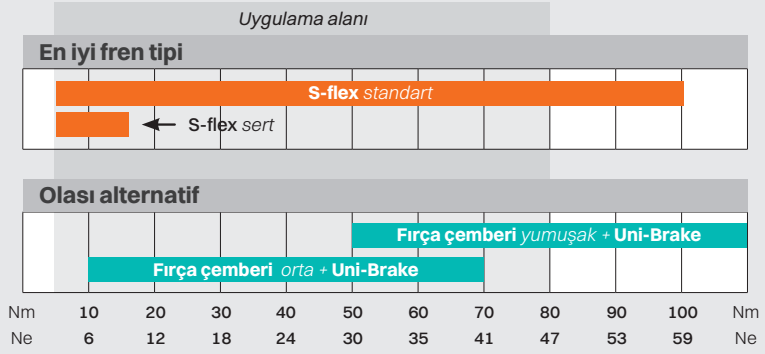 Uygulama alanı
En iyi fren tipi
S-flex standart
S-flex sert
Olası alternatif
Fırça çemberi yumuşak + Uni-Brake
Fırça çemberi orta + Uni-Brake
Nm 10 20 30 40 50 60 70 80 90 100 Nm
Ne 6 12 18 24 30 35 41 47 53 59 Ne